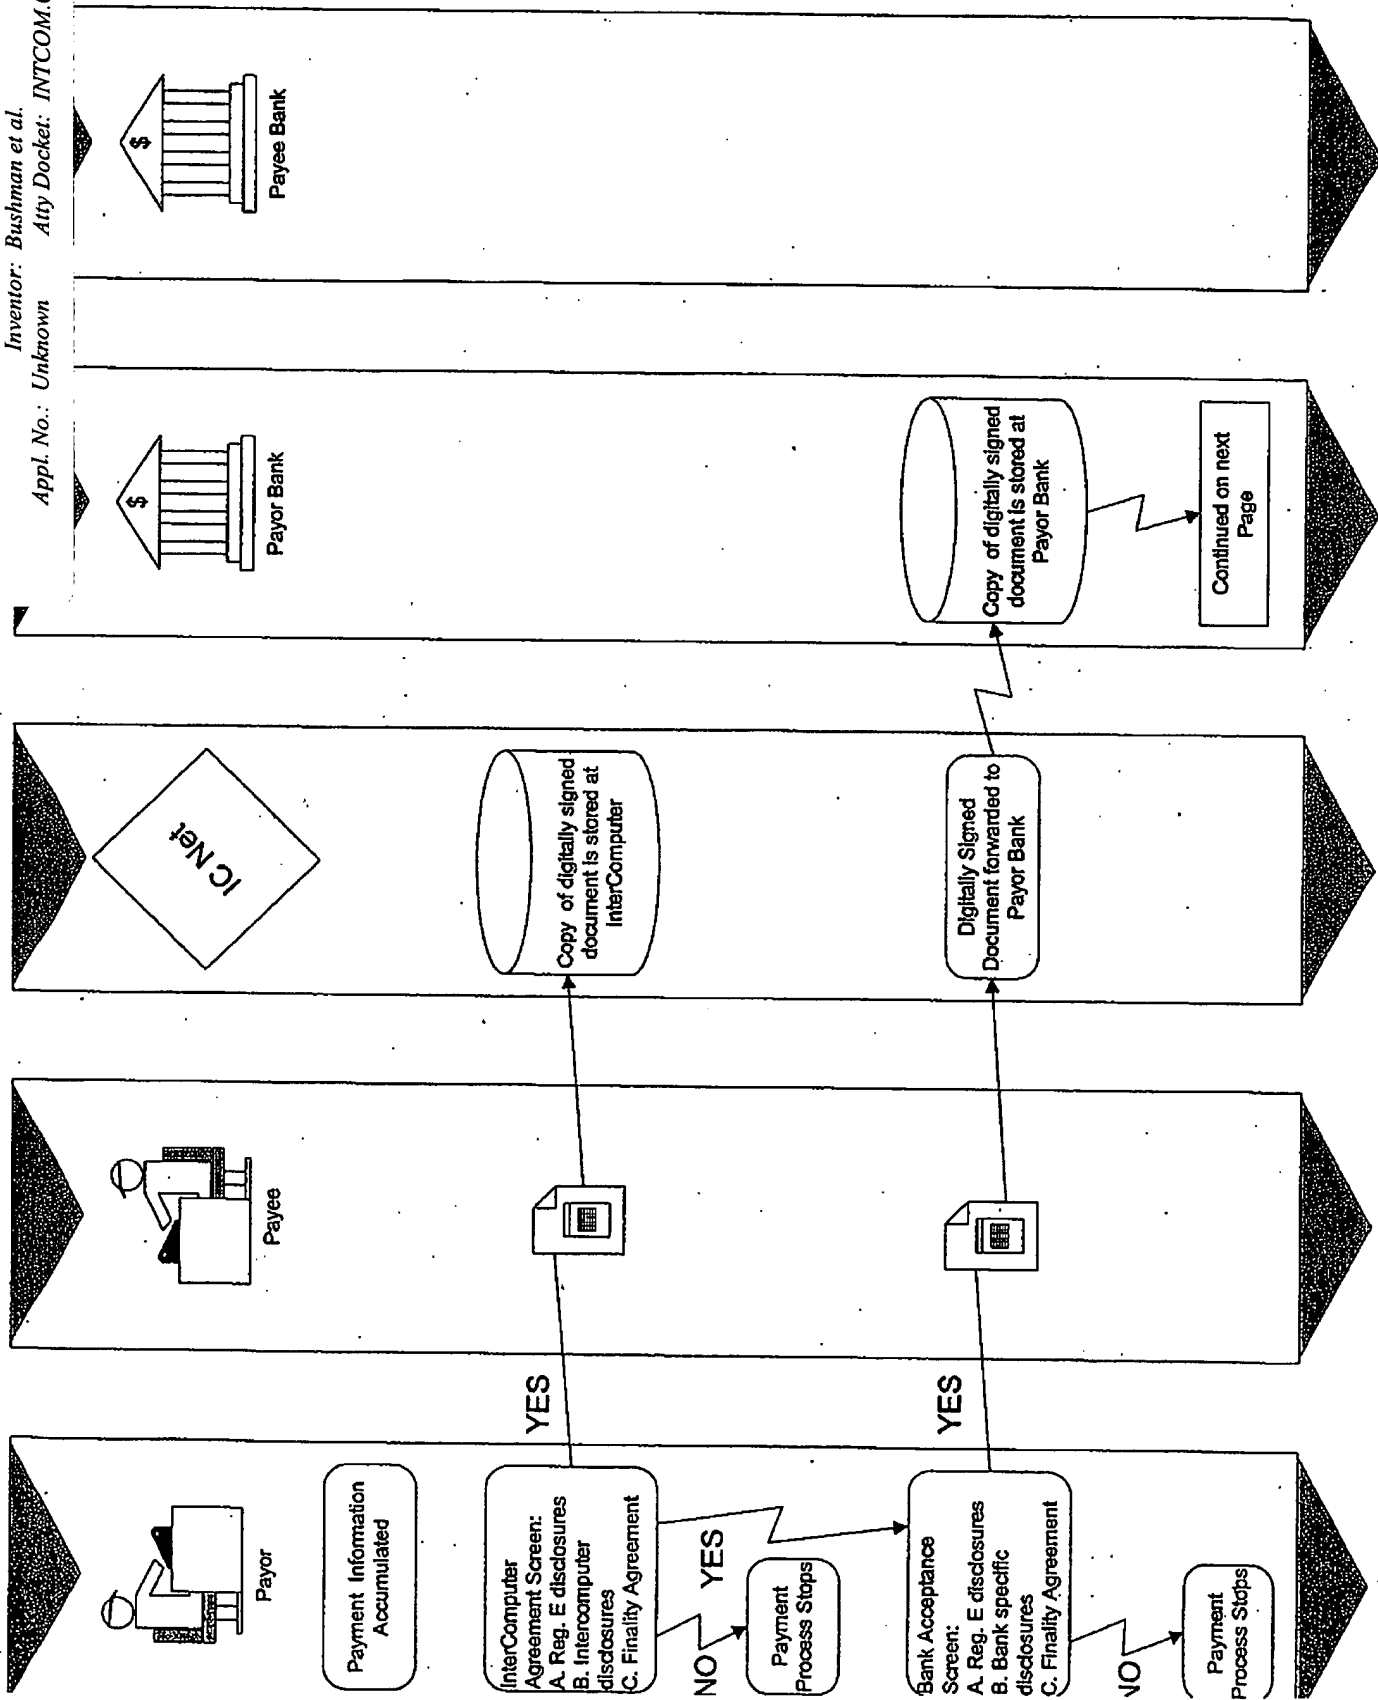 Inventor: Bushman et al.
Appl. No.: Unknown Atty Docket: INTCOM.
Payor
Payee
IC Net
$
Payor Bank
$
Payee Bank
Payment Information
Accumulated
InterComputer
Agreement Screen:
A. Reg. E disclosures
B. Intercomputer
disclosures
C. Finality Agreement
YES
Copy of digitally signed
document is stored at
InterComputer
NO
YES
Payment
Process Stops
Bank Acceptance
Screen:
A. Reg. E disclosures
B. Bank specific
disclosures
C. Finality Agreement
YES
Digitally Signed
Document forwarded to
Payor Bank
Copy of digitally signed
document is stored at
Payor Bank
NO
Payment
Process Stops
Continued on next
Page